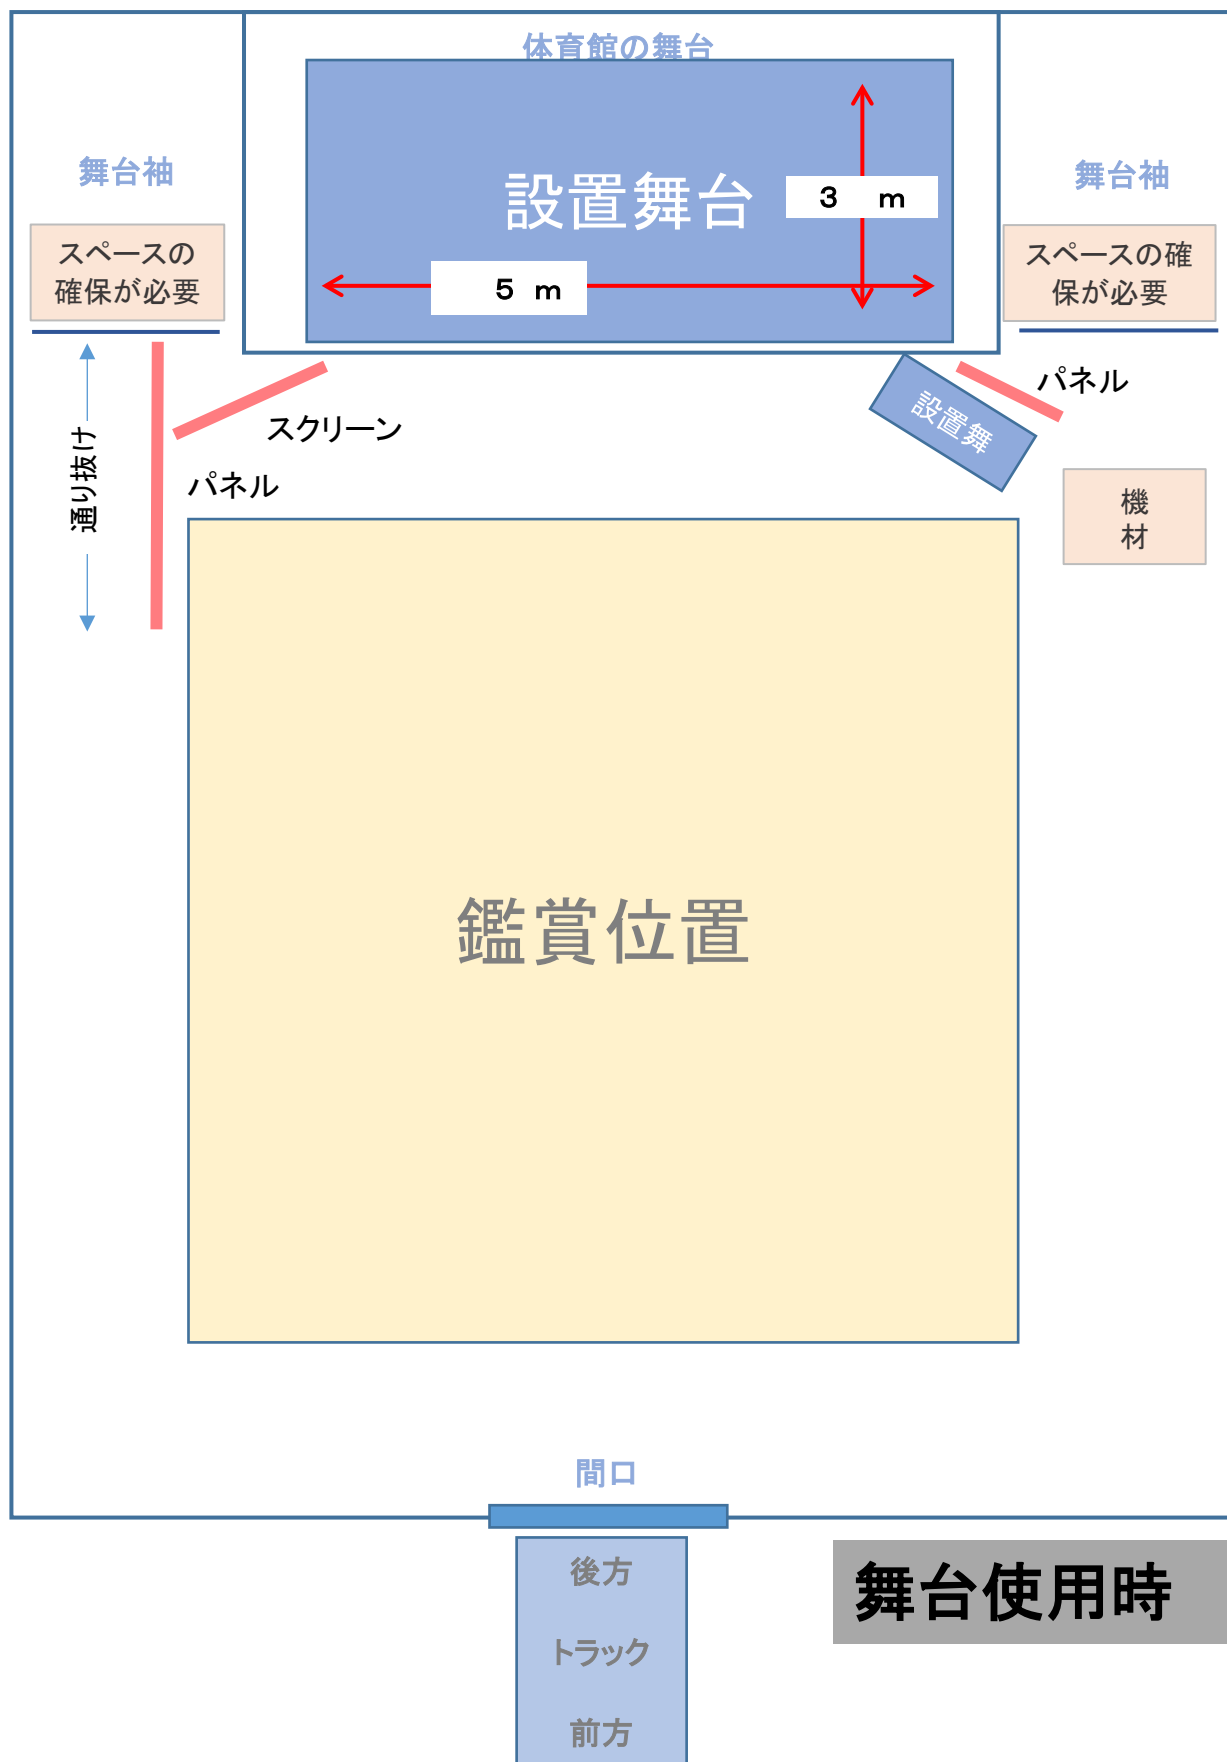 体育館の舞台
舞台袖
設置舞台
３　ｍ
舞台袖
スペースの
確保が必要
５　ｍ
スペースの確
保が必要
パネル
設置舞
スクリーン
通り抜け
パネル
機
材
鑑賞位置
間口
後方
トラック
前方
舞台使用時